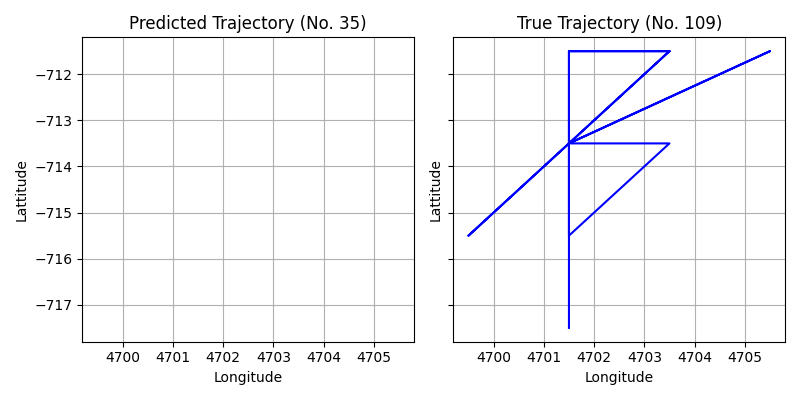 Predicted Trajectory (No. 35)
True Trajectory (No. 109)
−712
−713
−714
−715
−716
−717
Lattitude
Lattitude
4700 4701 4702 4703 4704 4705
4700 4701 4702 4703 4704 4705
Longitude
Longitude